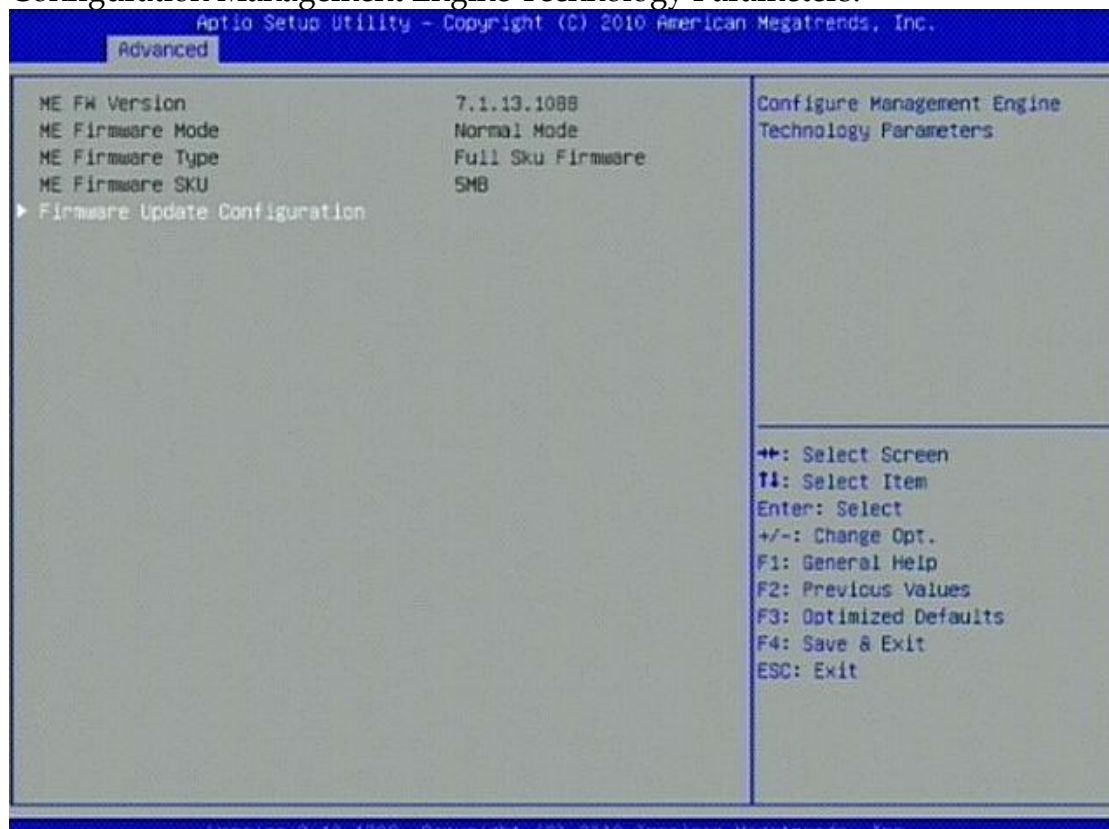 Configuration Management Engine Technology Parameters.
Aptio Setup Utility - Copyright (C) 2010 American Megatrends, Inc.
Advanced
ME FW Version 7.1.13.1088
ME Firmware Mode Normal Mode
ME Firmware Type Full Sku Firmware
ME Firmware SKU 5MB
Firmware Update Configuration
Configure Management Engine
Technology Parameters
→←: Select Screen
↑↓: Select Item
Enter: Select
+/-: Change Opt.
F1: General Help
F2: Previous Values
F3: Optimized Defaults
F4: Save & Exit
ESC: Exit